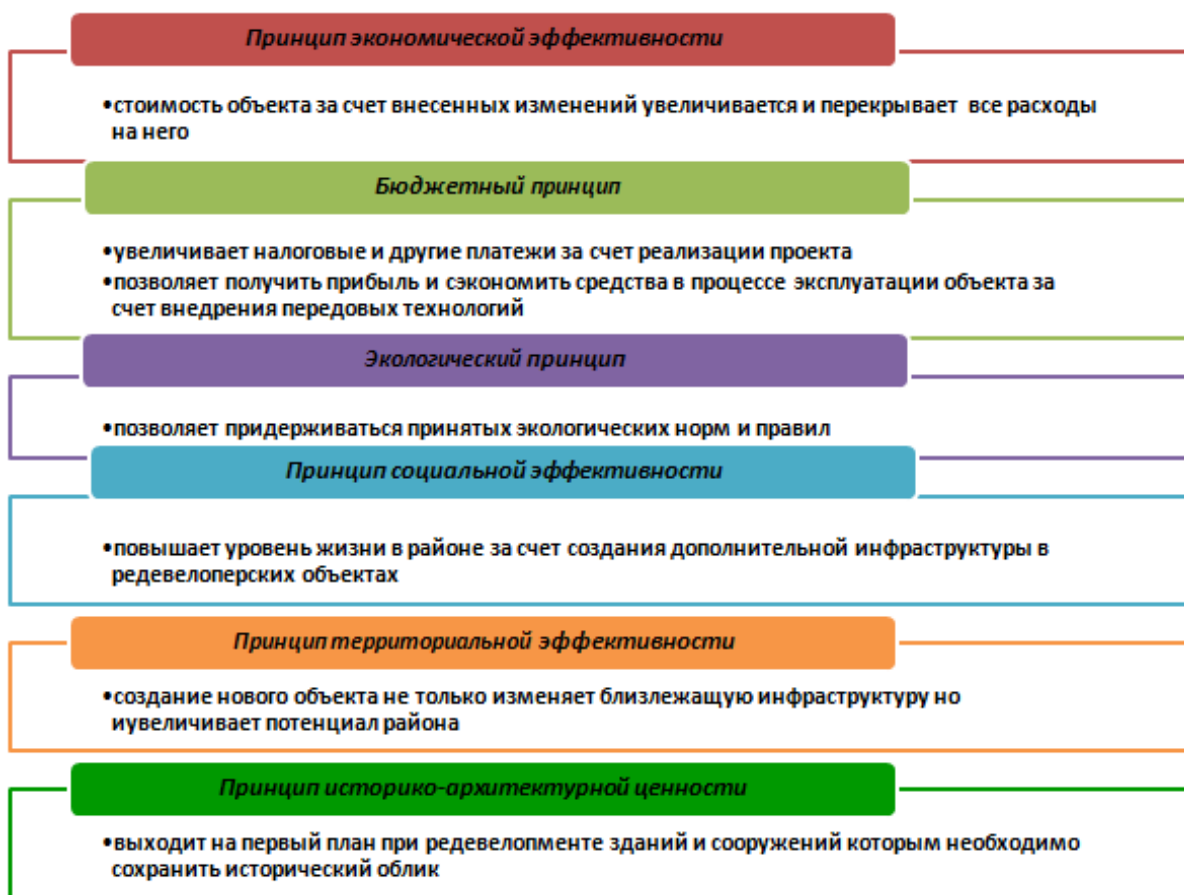 Принцип экономической эффективности
•стоимость объекта за счет внесенных изменений увеличивается и перекрывает все расходы
на него
Бюджетный принцип
•увеличивает налоговые и другие платежи за счет реализации проекта
•позволяет получить прибыль и сэкономить средства в процессе эксплуатации объекта за
счет внедрения передовых технологий
Экологический принцип
•позволяет придерживаться принятых экологических норм и правил
Принцип социальной эффективности
•повышает уровень жизни в районе за счет создания дополнительной инфраструктуры в
редевелоперских объектах
Принцип территориальной эффективности
•создание нового объекта не только изменяет близлежащую инфраструктуру но
иувеличивает потенциал района
Принцип историко-архитектурной ценности
•выходит на первый план при редевелопменте зданий и сооружений которым необходимо
сохранить исторический облик